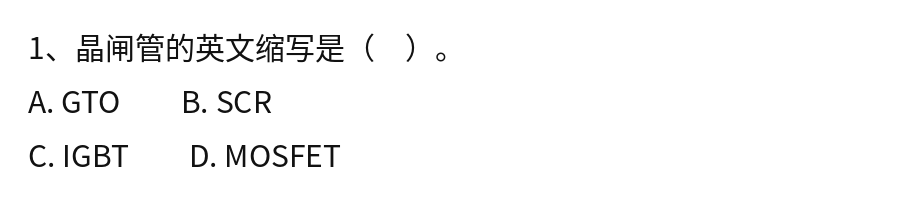 1、晶闸管的英文缩写是（　）。
A. GTO　　B. SCR
C. IGBT　　D. MOSFET